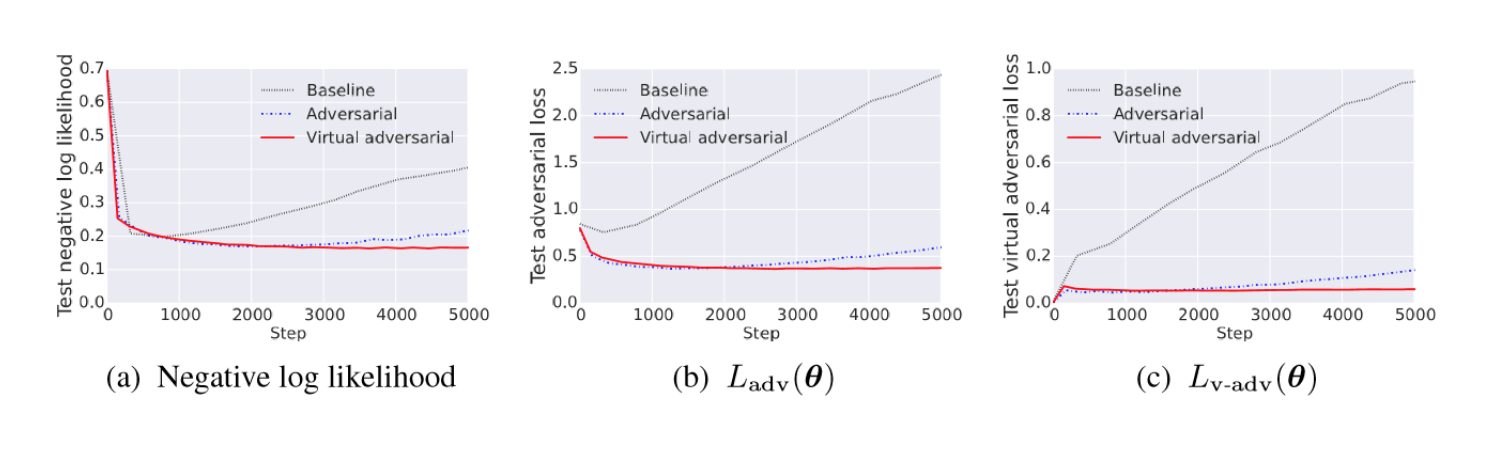 Test negative log likelihood
0.7
0.6
0.5
0.4
0.3
0.2
0.1
0.0
Baseline
Adversarial
Virtual adversarial
0 1000 2000 3000 4000 5000
Step
(a) Negative log likelihood
Test adversarial loss
2.5
2.0
1.5
1.0
0.5
0.0
Baseline
Adversarial
Virtual adversarial
0 1000 2000 3000 4000 5000
Step
(b) L_adv(θ)
Test virtual adversarial loss
1.0
0.8
0.6
0.4
0.2
0.0
Baseline
Adversarial
Virtual adversarial
0 1000 2000 3000 4000 5000
Step
(c) L_v-adv(θ)